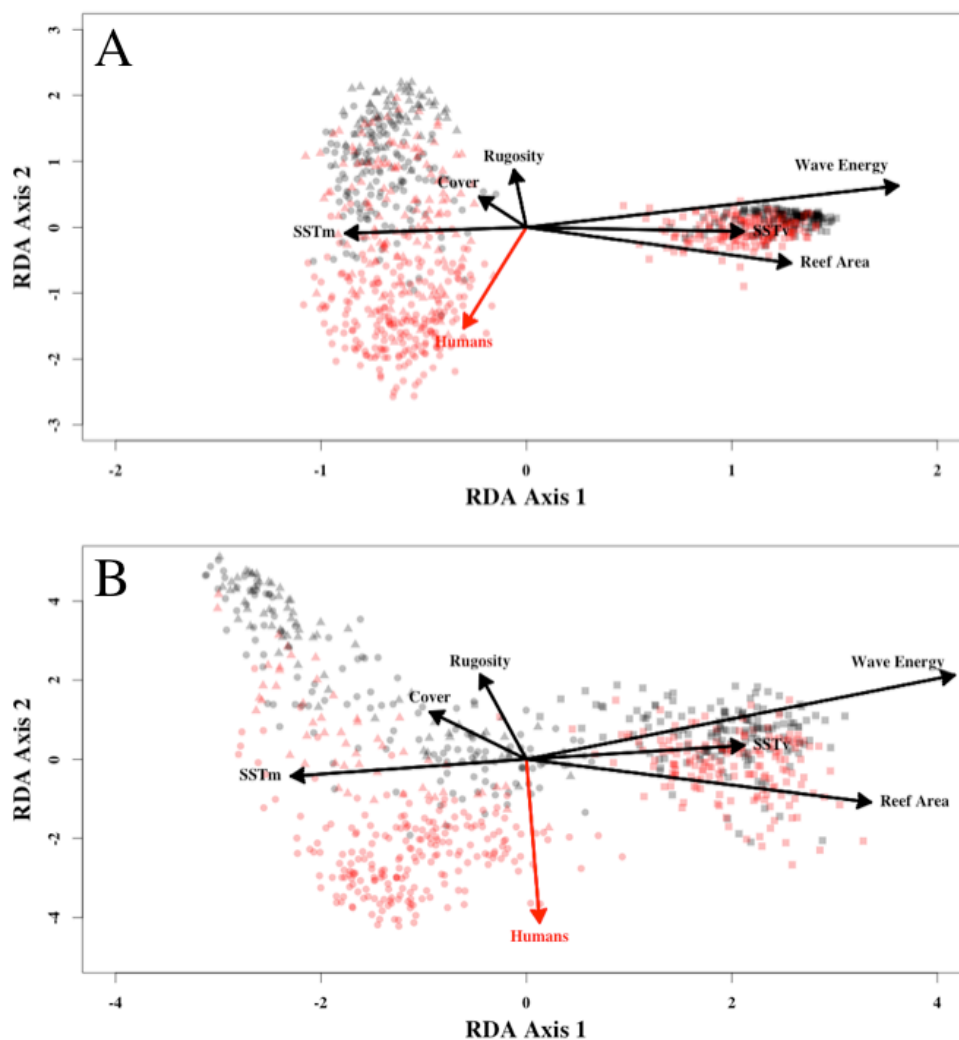 A
3
2
1
0
-1
-2
-3
RDA Axis 2
Rugosity
Wave Energy
Cover
SSTm
SSTv
Reef Area
Humans
-2 -1 0 1 2
RDA Axis 1
B
4
2
0
-2
-4
RDA Axis 2
Rugosity
Wave Energy
Cover
SSTv
SSTm
Reef Area
Humans
-2 -1 0 2 4
RDA Axis 1